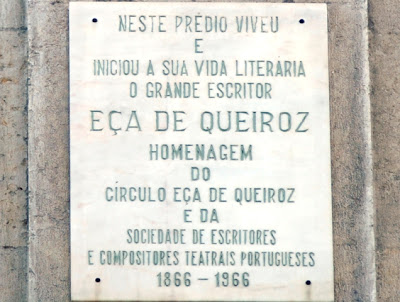 NESTE PRÉDIO VIVEU
E
INICIOU A SUA VIDA LITERARIA
O GRANDE ESCRITOR
EÇA DE QUEIROZ
HOMENAGEM
DO
CÍRCULO EÇA DE QUEIROZ
E DA
SOCIEDADE DE ESCRITORES
E COMPOSITORES TEATRAIS PORTUGUESES
1866 – 1966